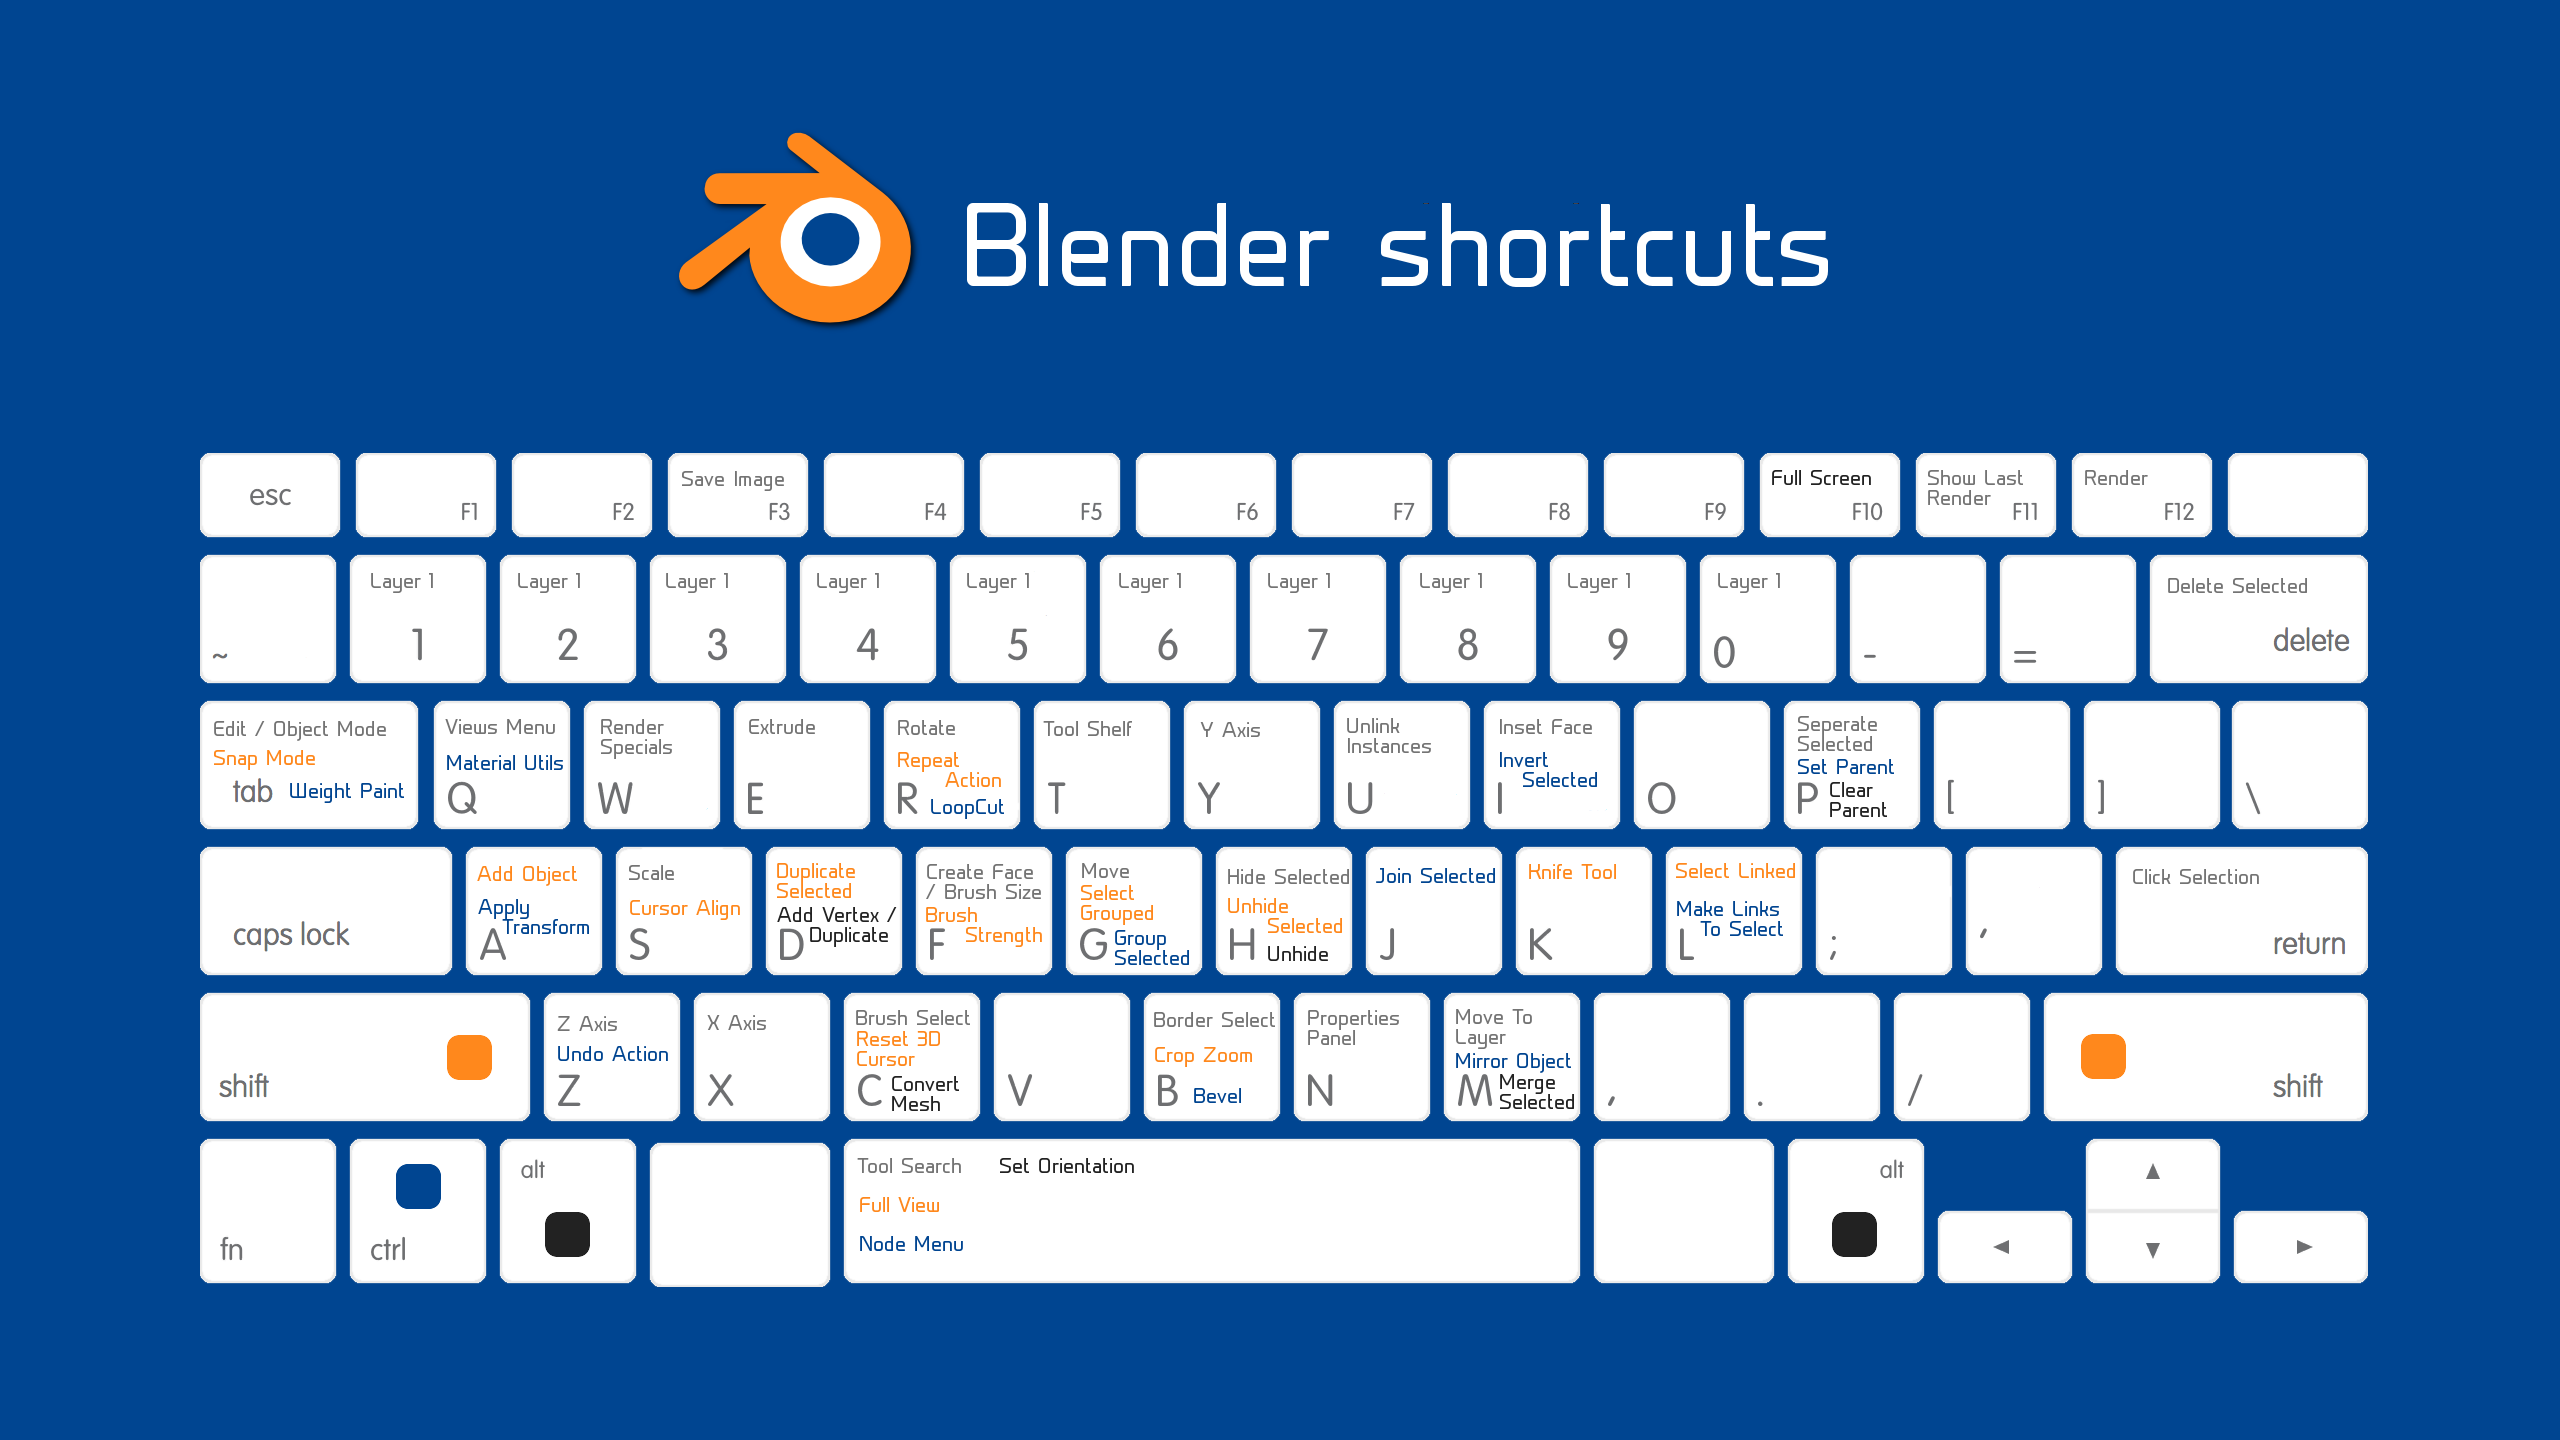 Blender shortcuts
esc
F1
F2
Save Image
F3
F4
F5
F6
F7
F8
F9
Full Screen
F10
Show Last
Render
F11
Render
F12
~
Layer 1
1
Layer 1
2
Layer 1
3
Layer 1
4
Layer 1
5
Layer 1
6
Layer 1
7
Layer 1
8
Layer 1
9
Layer 1
0
-
=
Delete Selected
delete
Edit / Object Mode
Snap Mode
tab
Weight Paint
Views Menu
Material Utils
Q
Render
Specials
W
Extrude
E
Rotate
Repeat
Action
R
LoopCut
Tool Shelf
T
Y Axis
Y
Unlink
Instances
U
Inset Face
Invert
Selected
I
O
Seperate
Selected
Set Parent
P
Clear
Parent
[
]
\
caps lock
Add Object
Apply
Transform
A
Scale
Cursor Align
S
Duplicate
Selected
Add Vertex /
Duplicate
D
Create Face
/ Brush Size
Brush
Strength
F
Move
Select
Grouped
G
Group
Selected
Hide Selected
Unhide
Selected
H
Unhide
Join Selected
J
Knife Tool
K
Select Linked
Make Links
To Select
L
;
'
Click Selection
return
shift
Z Axis
Undo Action
Z
X Axis
X
Brush Select
Reset 3D
Cursor
C
Convert
Mesh
V
Border Select
Crop Zoom
B
Bevel
Properties
Panel
N
Move To
Layer
Mirror Object
M
Merge
Selected
,
.
/
shift
fn
ctrl
alt
Tool Search
Set Orientation
Full View
Node Menu
alt